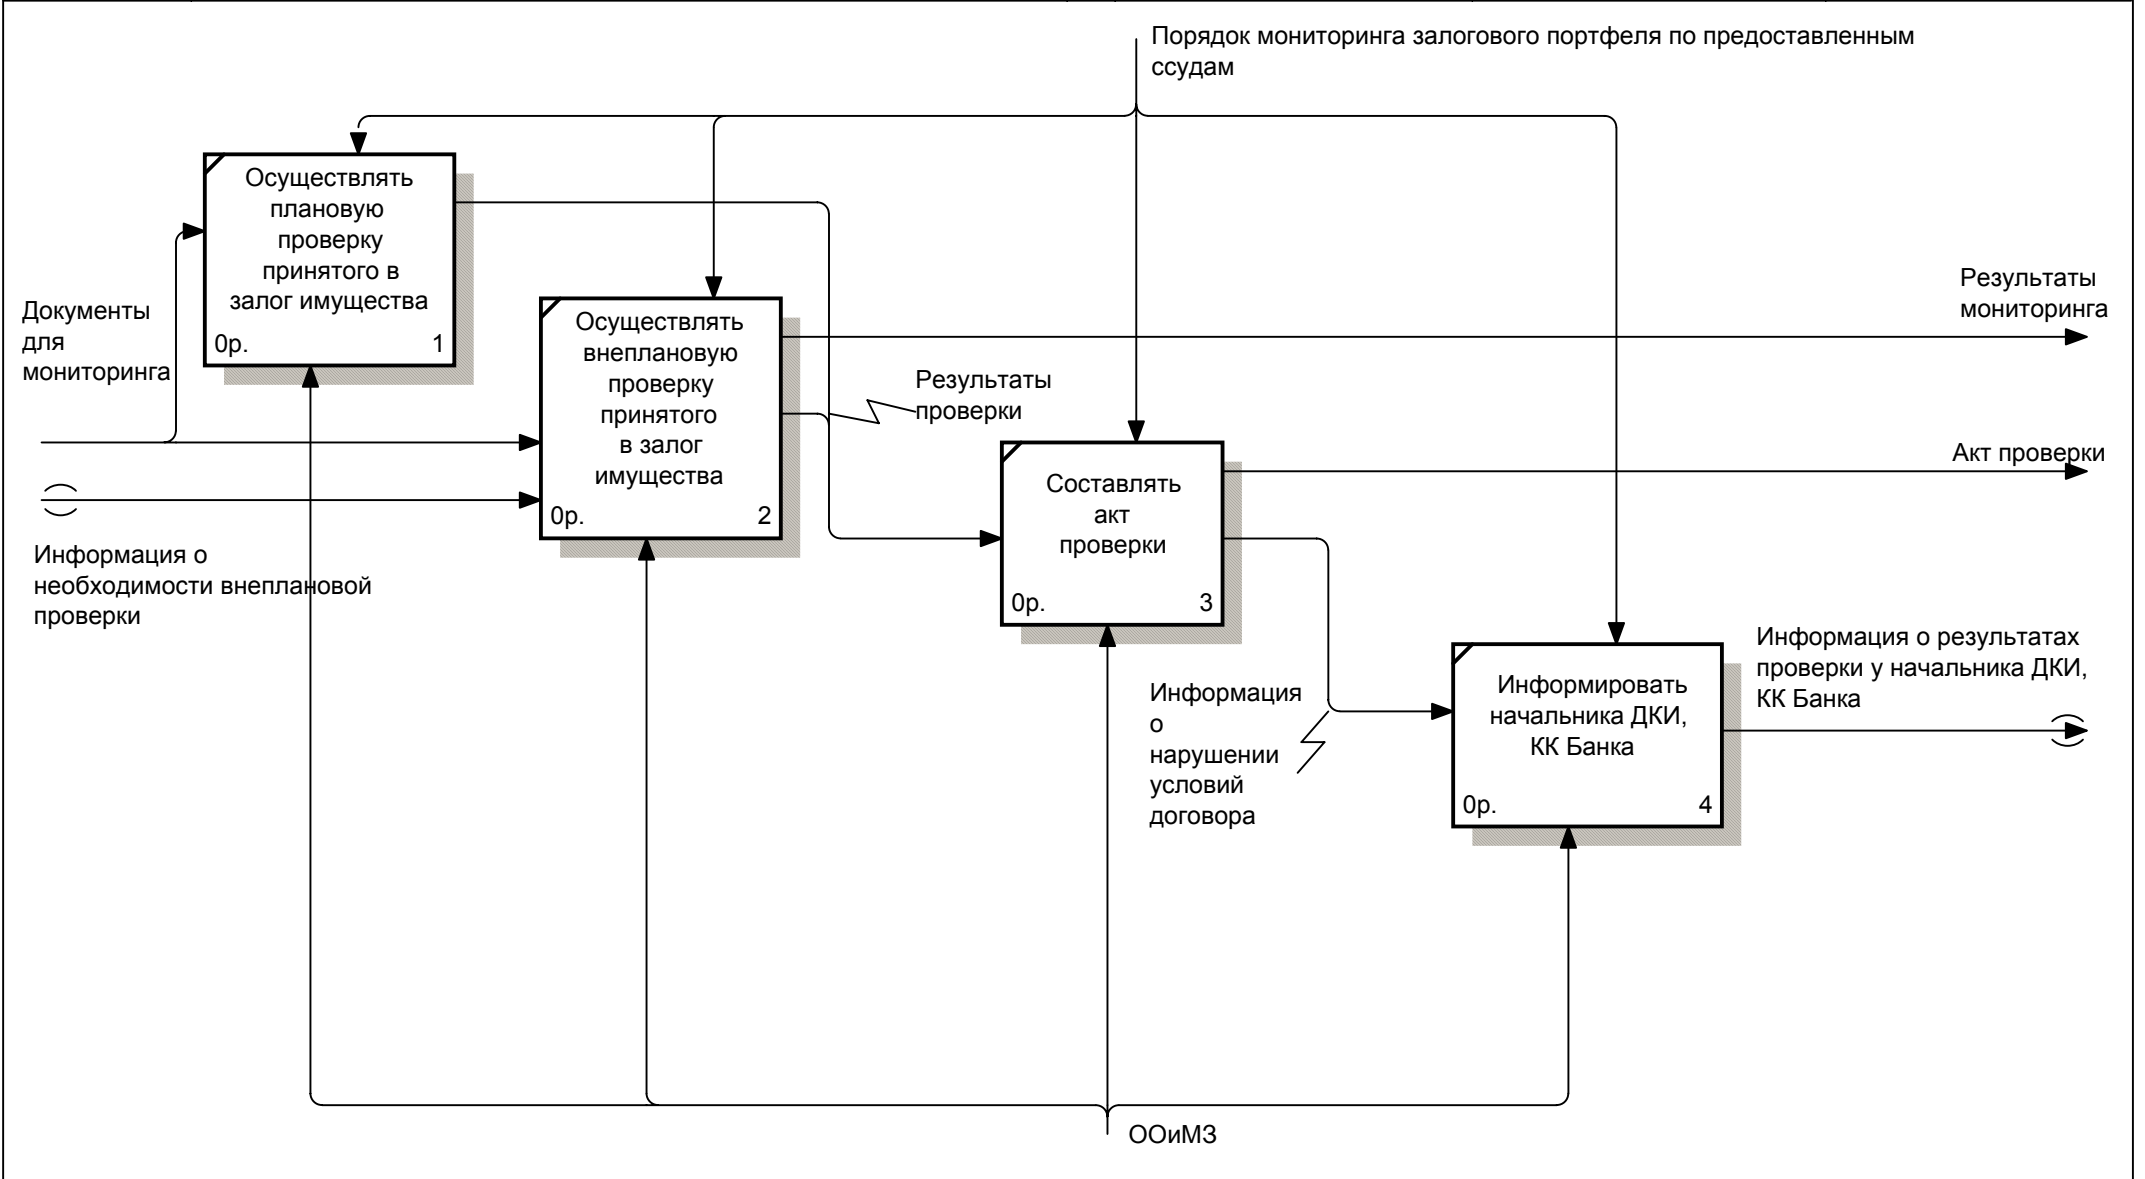 Порядок мониторинга залогового портфеля по предоставленным
ссудам
Осуществлять
плановую
проверку
принятого в
залог имущества
0р.
1
Документы
для
мониторинга
Осуществлять
внеплановую
проверку
принятого
в залог
имущества
0р.
2
Результаты
мониторинга
Результаты
проверки
Акт проверки
Составлять
акт
проверки
0р.
3
Информация о
необходимости внеплановой
проверки
Информация
о
нарушении
условий
договора
Информировать
начальника ДКИ,
КК Банка
0р.
4
Информация о результатах
проверки у начальника ДКИ,
КК Банка
ООиМЗ